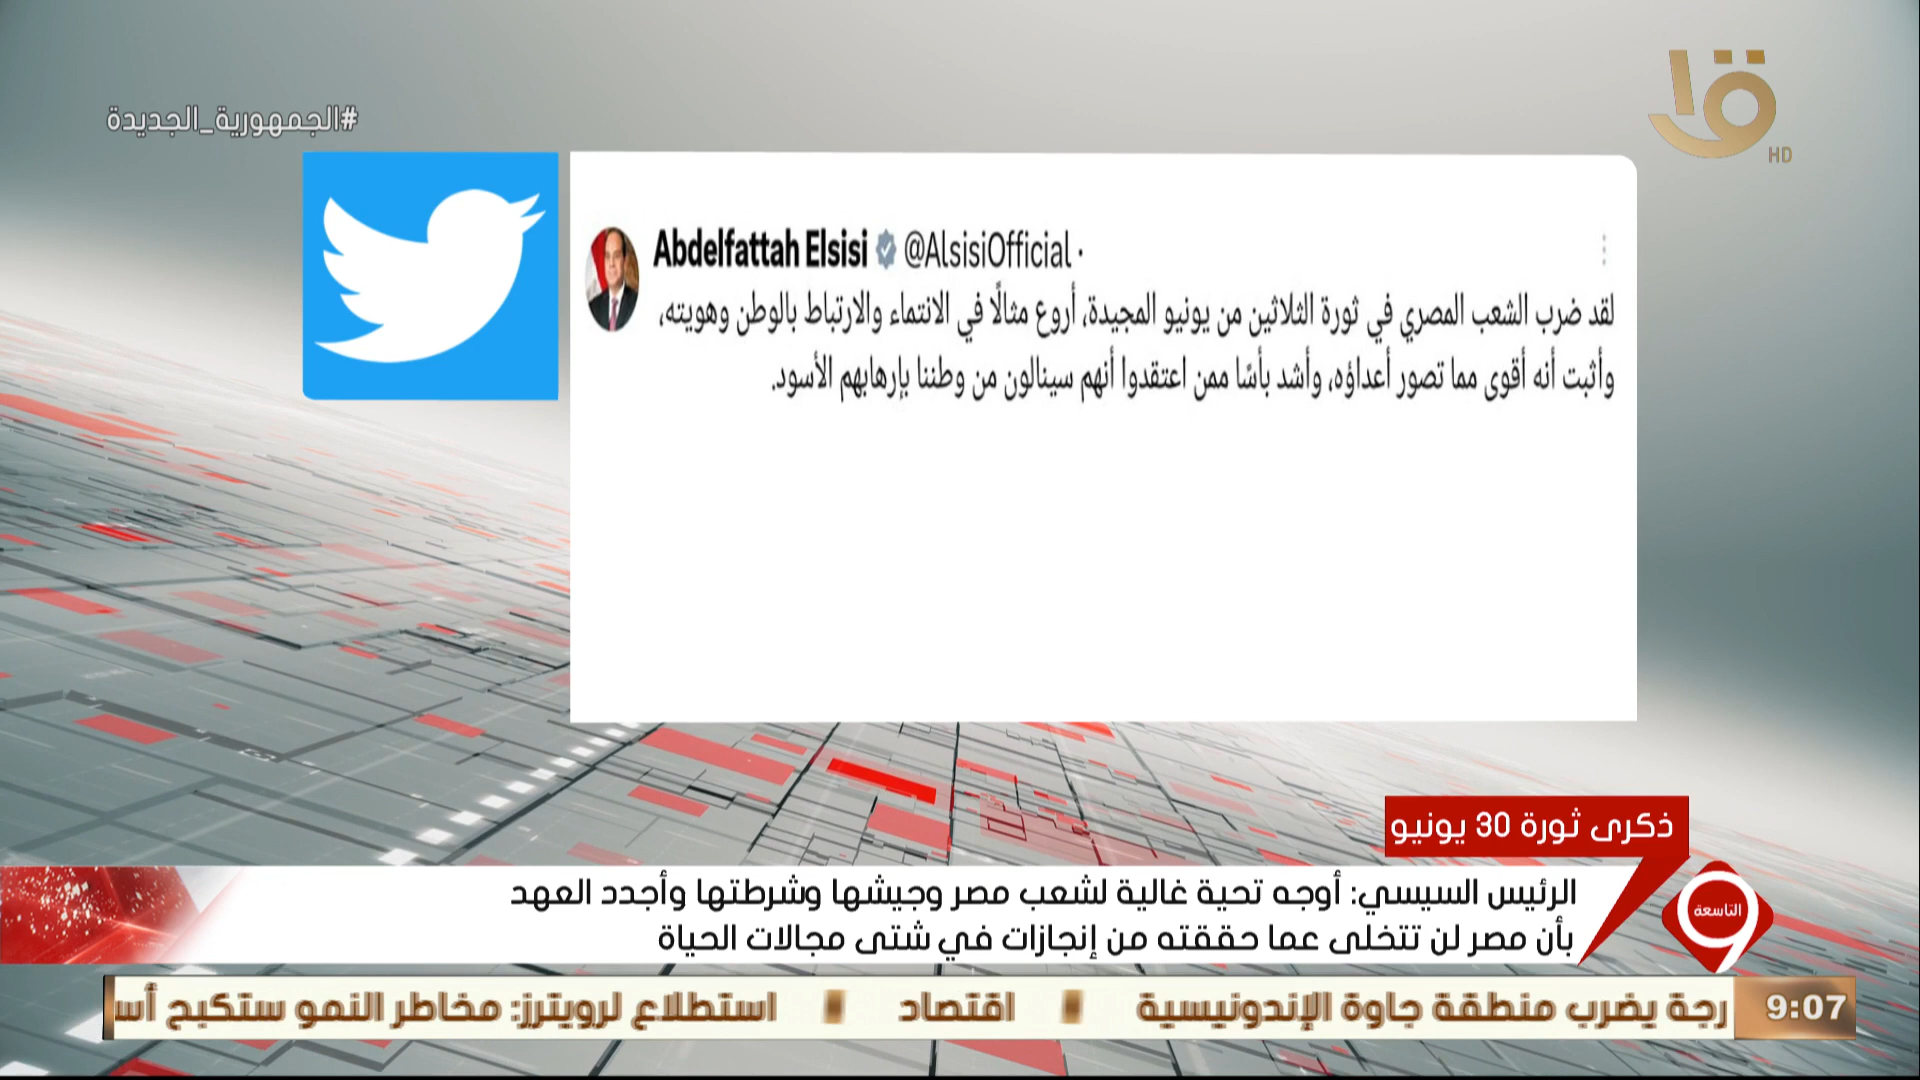 #الجمهورية_الجديدة
HD
Abdelfattah Elsisi @AlsisiOfficial ·
لقد ضرب الشعب المصري في ثورة الثلاثين من يونيو المجيدة، أروع مثالًا في الانتماء والارتباط بالوطن وهويته،
وأثبت أنه أقوى مما تصور أعداؤه، وأشد بأسًا ممن اعتقدوا أنهم سينالون من وطننا بإرهابهم الأسود.
ذكرى ثورة 30 يونيو
الرئيس السيسي: أوجه تحية غالية لشعب مصر وجيشها وشرطتها وأجدد العهد
بأن مصر لن تتخلى عما حققته من إنجازات في شتى مجالات الحياة
التاسعة
9:07
رجة يضرب منطقة جاوة الإندونيسية اقتصاد استطلاع لرويترز: مخاطر النمو ستكبح أس